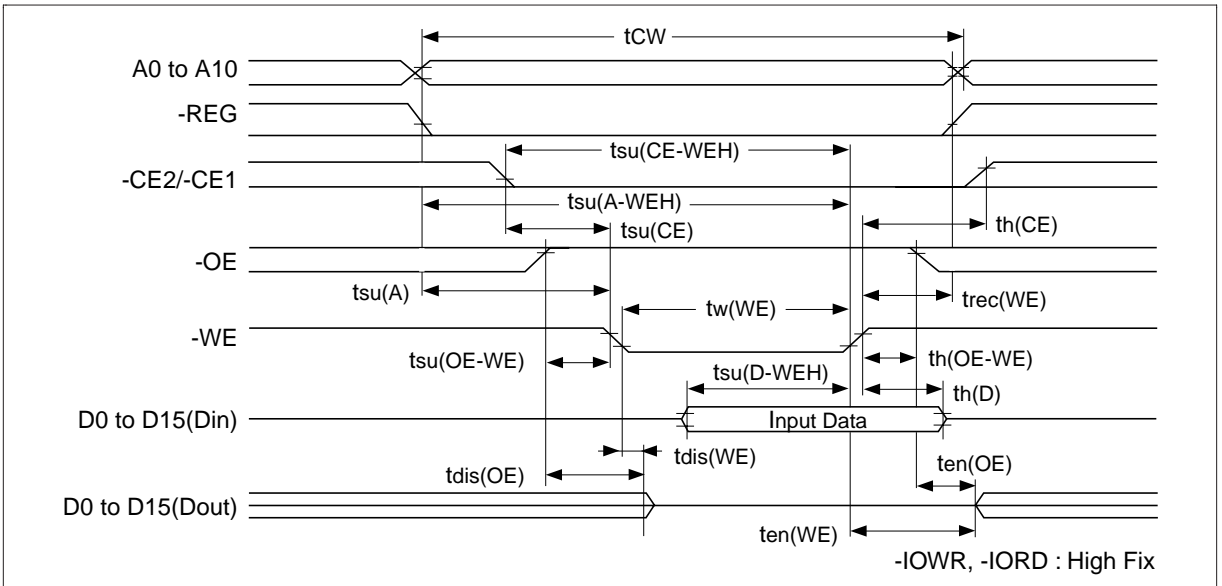 tCW
A0 to A10
-REG
tsu(CE-WEH)
-CE2/-CE1
tsu(A-WEH)
th(CE)
tsu(CE)
-OE
tsu(A)
trec(WE)
tw(WE)
-WE
tsu(OE-WE)
th(OE-WE)
tsu(D-WEH)
th(D)
D0 to D15(Din)
Input Data
tdis(WE)
ten(OE)
tdis(OE)
D0 to D15(Dout)
ten(WE)
-IOWR, -IORD : High Fix